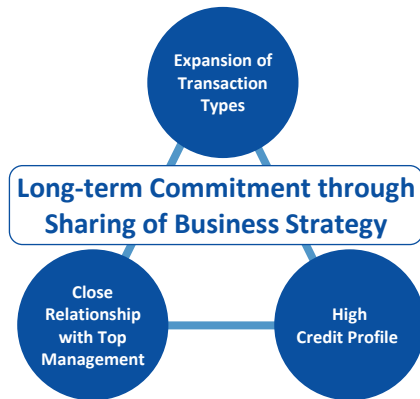 Expansion of
Transaction
Types
Long-term Commitment through
Sharing of Business Strategy
Close
Relationship
with Top
Management
High
Credit Profile